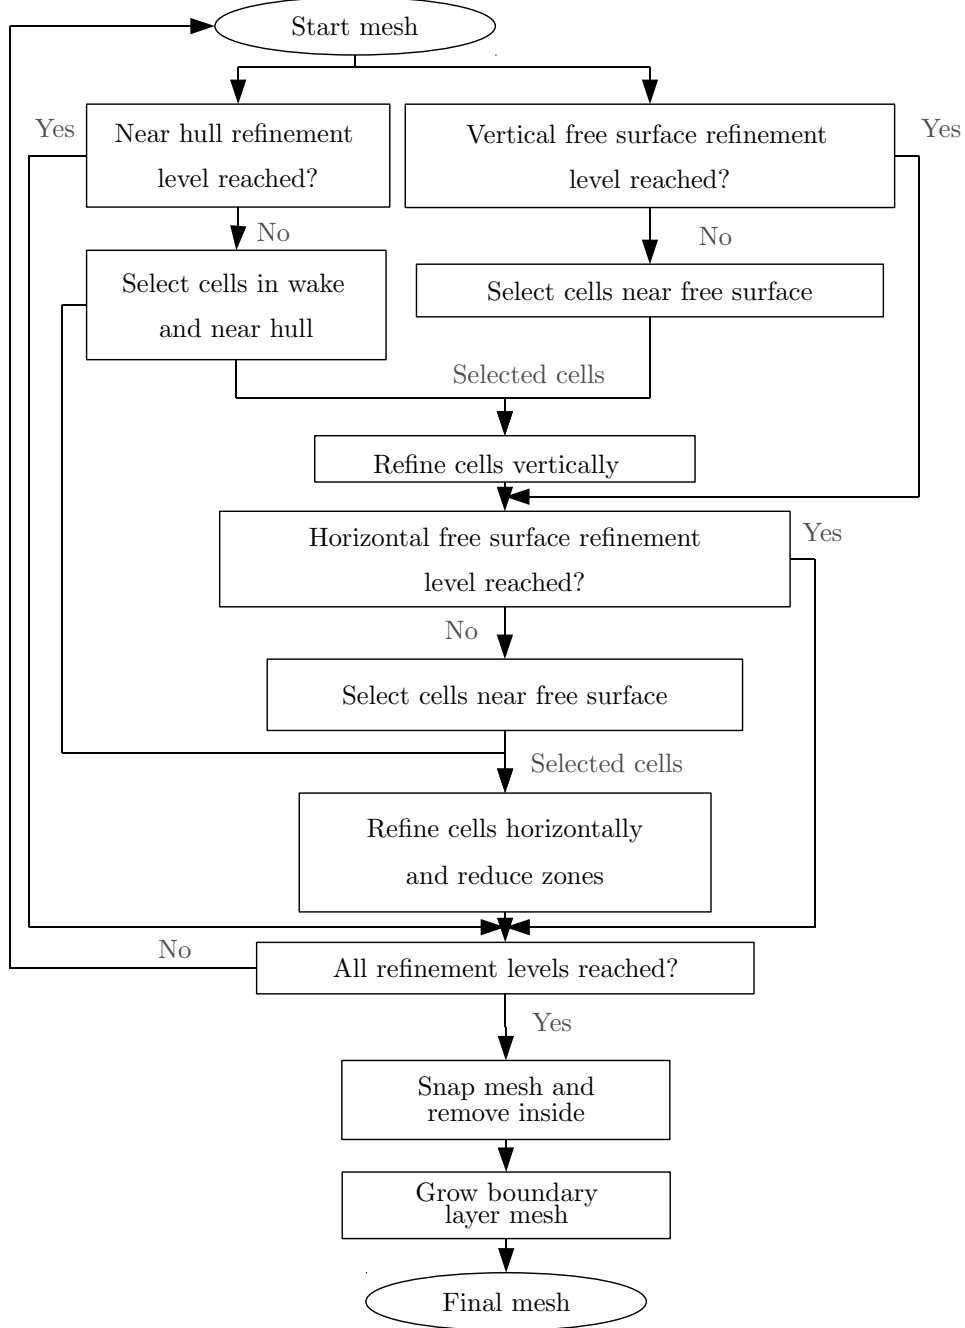 Start mesh
Yes
Near hull refinement
level reached?
Vertical free surface refinement
level reached?
Yes
No
No
Select cells in wake
and near hull
Select cells near free surface
Selected cells
Refine cells vertically
Horizontal free surface refinement
level reached?
Yes
No
Select cells near free surface
Selected cells
Refine cells horizontally
and reduce zones
No
All refinement levels reached?
Yes
Snap mesh and
remove inside
Grow boundary
layer mesh
Final mesh